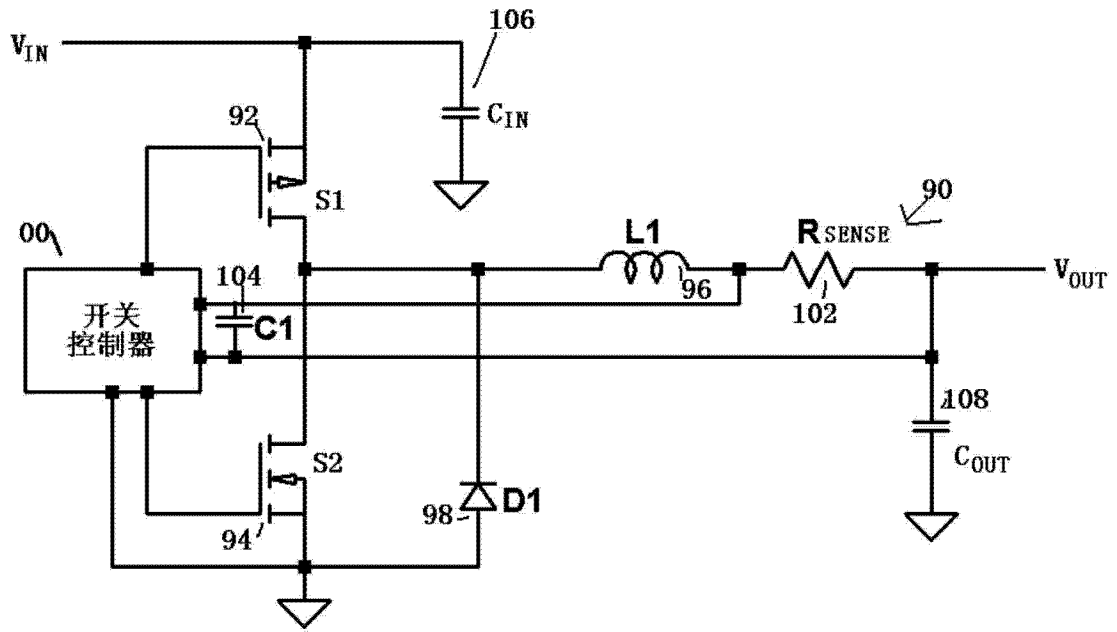 106
VIN
CIN
92
S1
90
L1
RSENSE
00
104
96
VOUT
102
开关
控制器
C1
108
S2
COUT
98
D1
94